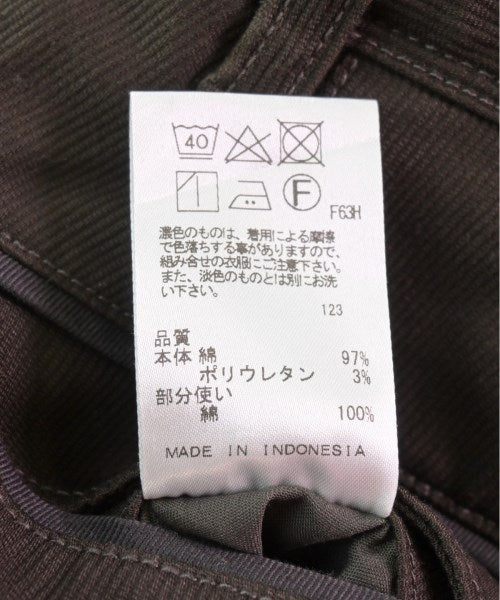 40
F F63H
濃色のものは、着用による摩擦
で色落ちする事がありますので、
組み合せの衣服にご注意下さい。
また、淡色のものとは別にお洗
い下さい。
123
品質
本体 綿 97%
ポリウレタン 3%
部分使い
綿 100%
MADE IN INDONESIA